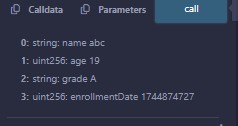 Calldata Parameters call
0: string: name abc
1: uint256: age 19
2: string: grade A
3: uint256: enrollmentDate 1744874727